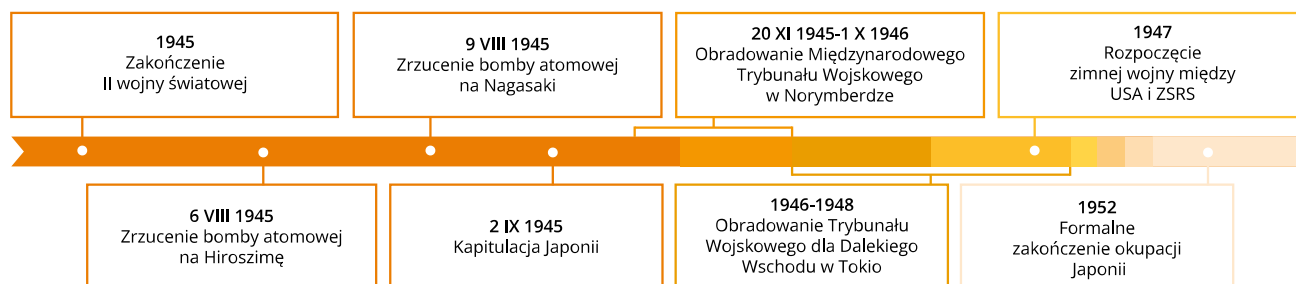 1945
Zakończenie
II wojny światowej
9 VIII 1945
Zrzucenie bomby atomowej
na Nagasaki
20 XI 1945-1 X 1946
Obradowanie Międzynarodowego
Trybunału Wojskowego
w Norymberdze
1947
Rozpoczęcie
zimnej wojny między
USA i ZSRS
6 VIII 1945
Zrzucenie bomby atomowej
na Hiroszimę
2 IX 1945
Kapitulacja Japonii
1946-1948
Obradowanie Trybunału
Wojskowego dla Dalekiego
Wschodu w Tokio
1952
Formalne
zakończenie okupacji
Japonii